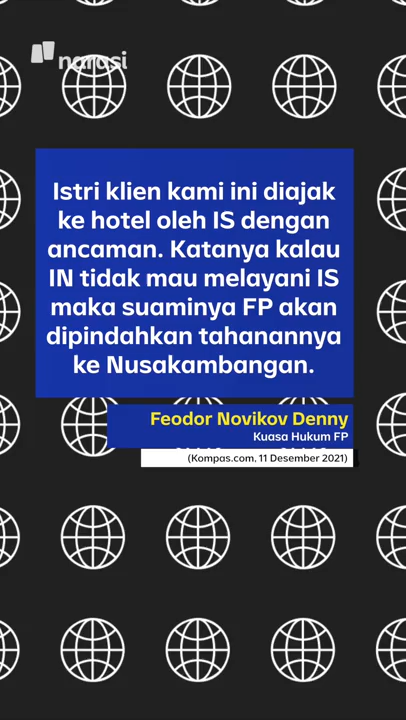 narasi
Istri klien kami ini diajak
ke hotel oleh IS dengan
ancaman. Katanya kalau
IN tidak mau melayani IS
maka suaminya FP akan
dipindahkan tahanannya
ke Nusakambangan.
Feodor Novikov Denny
Kuasa Hukum FP
(Kompas.com, 11 Desember 2021)